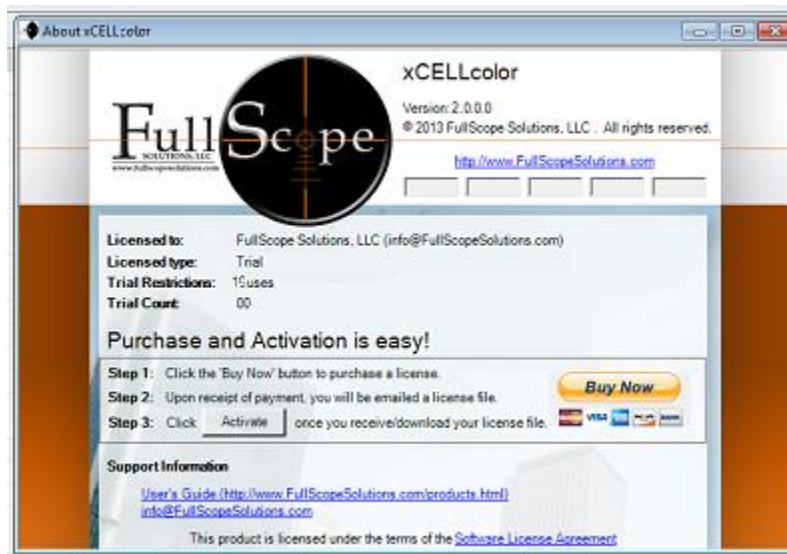 About xCELLcolor
xCELLcolor
Version: 2.0.0.0
© 2013 FullScope Solutions, LLC . All rights reserved.
FullScope
SOLUTIONS, LLC
www.fullscopesolutions.com
http://www.FullScopeSolutions.com
Licensed to: FullScope Solutions, LLC (info@FullScopeSolutions.com)
Licensed type: Trial
Trial Restrictions: uses
Trial Count: 00
Purchase and Activation is easy!
Step 1: Click the 'Buy Now' button to purchase a license.
Step 2: Upon receipt of payment, you will be emailed a license file.
Step 3: Click Activate once you receive/download your license file.
Buy Now
VISA
Support Information
User's Guide (http://www.FullScopeSolutions.com/products.html)
info@FullScopeSolutions.com
This product is licensed under the terms of the Software License Agreement